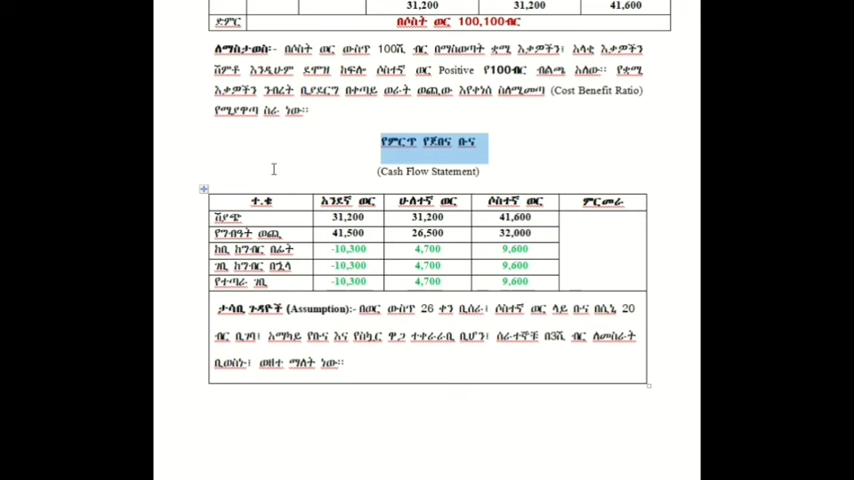 31,200 31,200 41,600
ድምር በሶስት ወር 100,100ብር
ለማስታወስ፡- በሶስት ወር ውስጥ 100ሺ ብር በማስወጣት ቋሚ እቃዎችን፣ አላቂ እቃዎችን
ሸምቶ እንዲሁም ደሞዝ ከፍሎ ሶስተኛ ወር Positive የ100ብር ብልጫ አለው፡፡ የቋሚ
እቃዎችን ንብረት ቢያደርግ በቀጣይ ወራት ወጪው እየቀነሰ ስለሚመጣ (Cost Benefit Ratio)
የሚያዋጣ ስራ ነው፡፡
የምርጥ የጀበና ቡና
(Cash Flow Statement)
ተ.ቁ አንደኛ ወር ሁለተኛ ወር ሶስተኛ ወር ምርመራ
ሽያጭ 31,200 31,200 41,600
የግብዓት ወጪ 41,500 26,500 32,000
ከቢ ከግብር በፊት -10,300 4,700 9,600
ገቢ ከግብር በኋላ -10,300 4,700 9,600
የተጣራ ገቢ -10,300 4,700 9,600
ታሳቢ ጉዳዮች (Assumption):- በወር ውስጥ 26 ቀን ቢሰራ፣ ሶስተኛ ወር ላይ ቡና በሲኒ 20
ብር ቢገባ፣ አማካይ የቡና እና የስኳር ዋጋ ተቀራራቢ ቢሆን፣ ሰራተኞቹ በ3ሺ ብር ለመስራት
ቢወስኑ፣ ወዘተ ማለት ነው፡፡